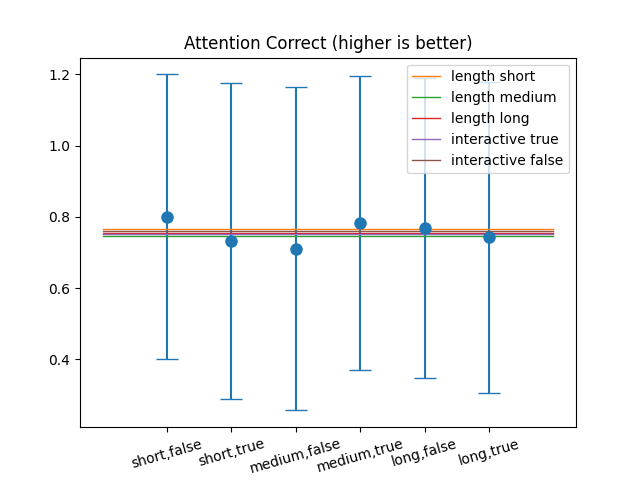 Attention Correct (higher is better)
1.2
1.0
0.8
0.6
0.4
length short
length medium
length long
interactive true
interactive false
short,false
short,true
medium,false
medium,true
long,false
long,true